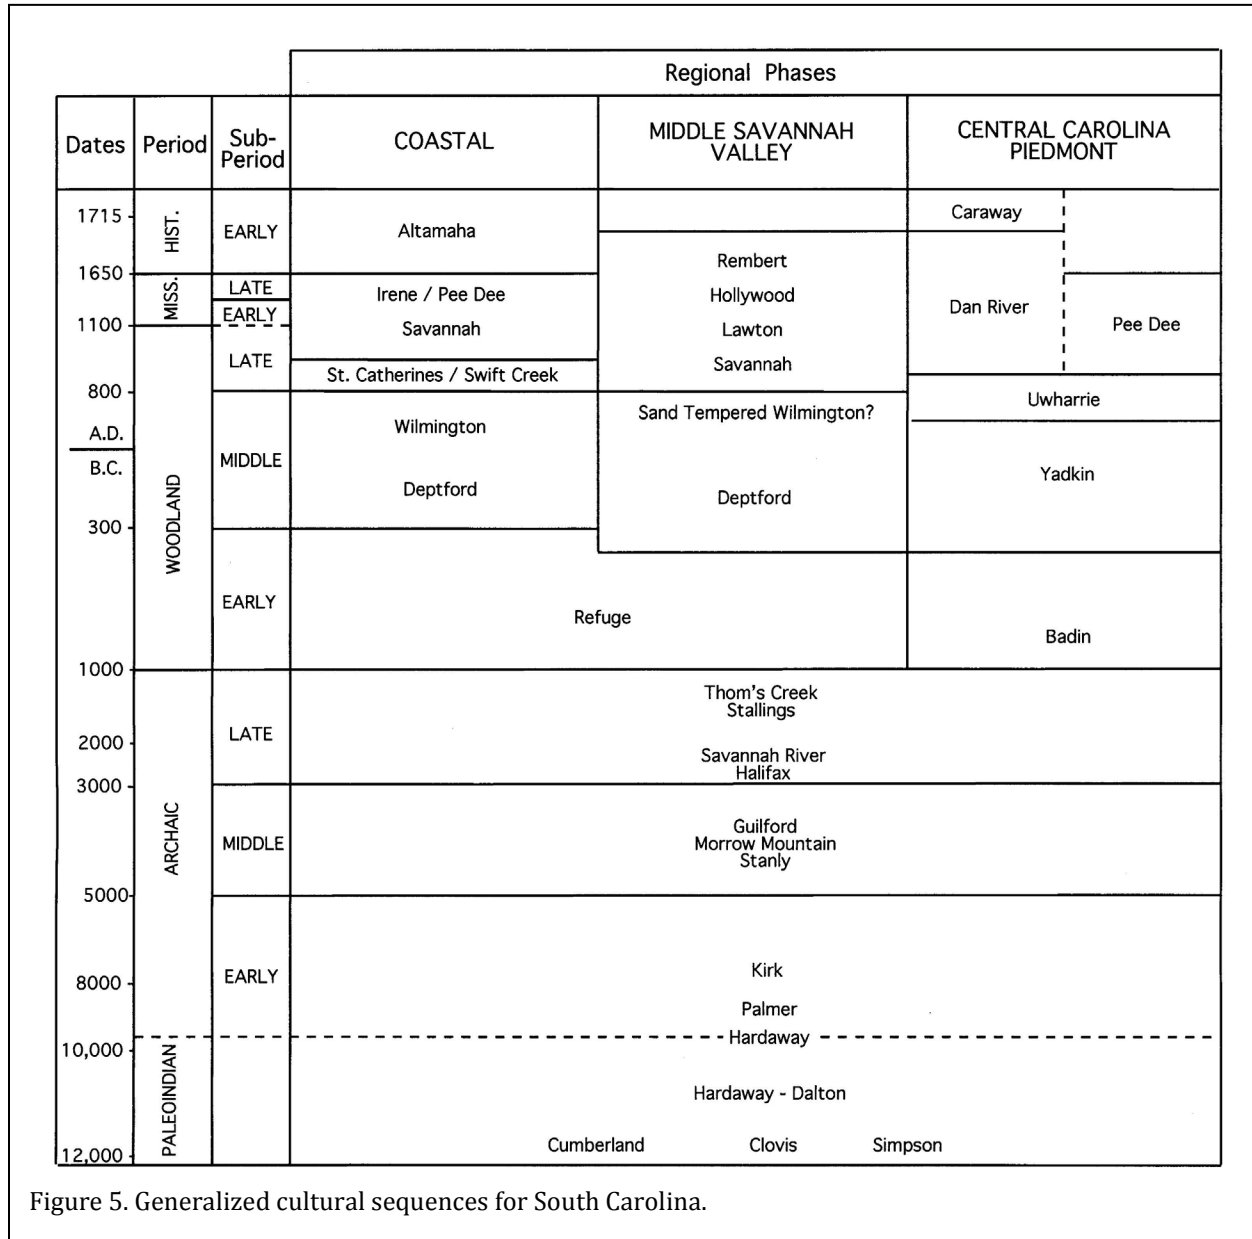 Regional Phases
Dates
Period
Sub-
Period
COASTAL
MIDDLE SAVANNAH
VALLEY
CENTRAL CAROLINA
PIEDMONT
1715
HIST.
EARLY
Altamaha
Caraway
1650
Rembert
MISS.
LATE
Irene / Pee Dee
Hollywood
Dan River
EARLY
1100
Savannah
Lawton
Pee Dee
LATE
Savannah
St. Catherines / Swift Creek
800
Uwharrie
Sand Tempered Wilmington?
A.D.
Wilmington
B.C.
MIDDLE
Yadkin
Deptford
Deptford
300
WOODLAND
EARLY
Refuge
Badin
1000
Thom's Creek
Stallings
LATE
2000
Savannah River
Halifax
3000
ARCHAIC
Guilford
MIDDLE
Morrow Mountain
Stanly
5000
EARLY
Kirk
8000
Palmer
Hardaway
10,000
PALEOINDIAN
Hardaway - Dalton
Cumberland
Clovis
Simpson
12,000
Figure 5. Generalized cultural sequences for South Carolina.